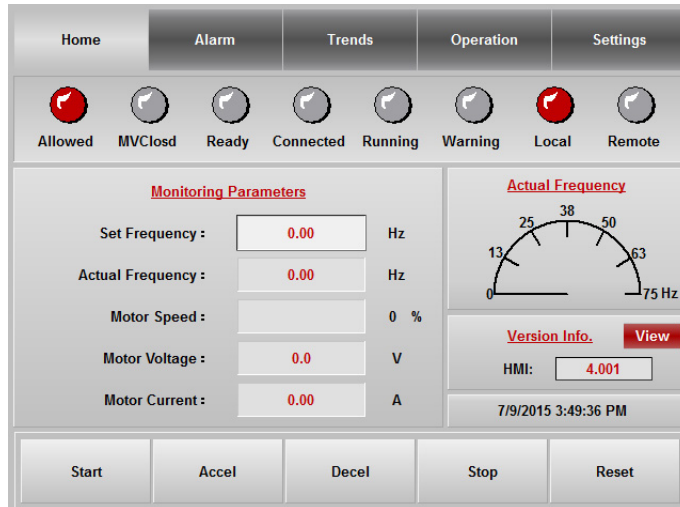 Home Alarm Trends Operation Settings
Allowed MVClosd Ready Connected Running Warning Local Remote
Monitoring Parameters
Set Frequency: 0.00 Hz
Actual Frequency: 0.00 Hz
Motor Speed: 0 %
Motor Voltage: 0.0 V
Motor Current: 0.00 A
Actual Frequency
0 13 25 38 50 63 75 Hz
Version Info. View
HMI: 4.001
7/9/2015 3:49:36 PM
Start Accel Decel Stop Reset